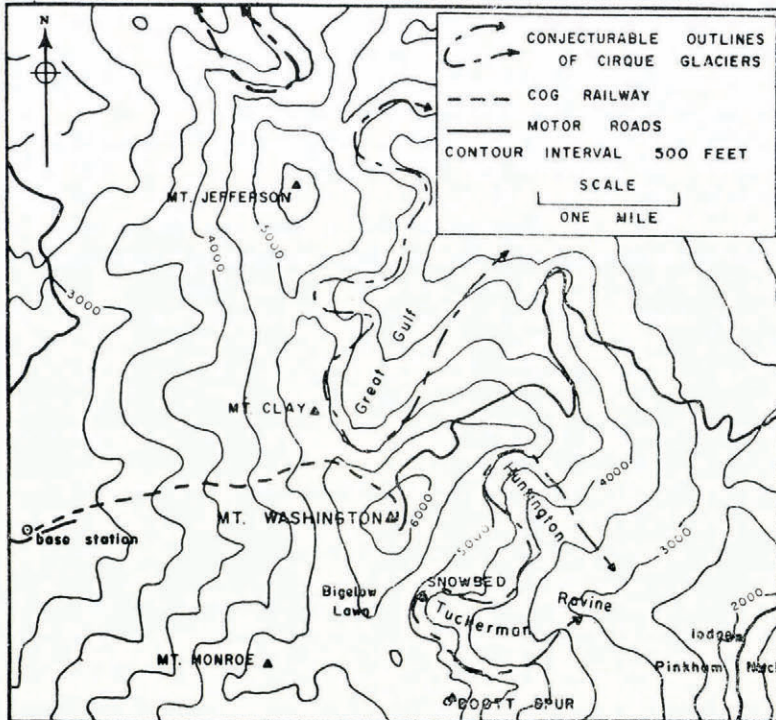 N
CONJECTURABLE OUTLINES
OF CIRQUE GLACIERS
COG RAILWAY
MOTOR ROADS
CONTOUR INTERVAL 500 FEET
SCALE
ONE MILE
MT. JEFFERSON
5000
4000
3000
Great Gulf
MT. CLAY
MT. WASHINGTON
6000
base station
Huntington
4000
3000
5000
SNOWBED
Bigelow
Lawn
Tuckerman
Ravine
2000
lodge
Pinkham
MT. MONROE
BOOTT SPUR